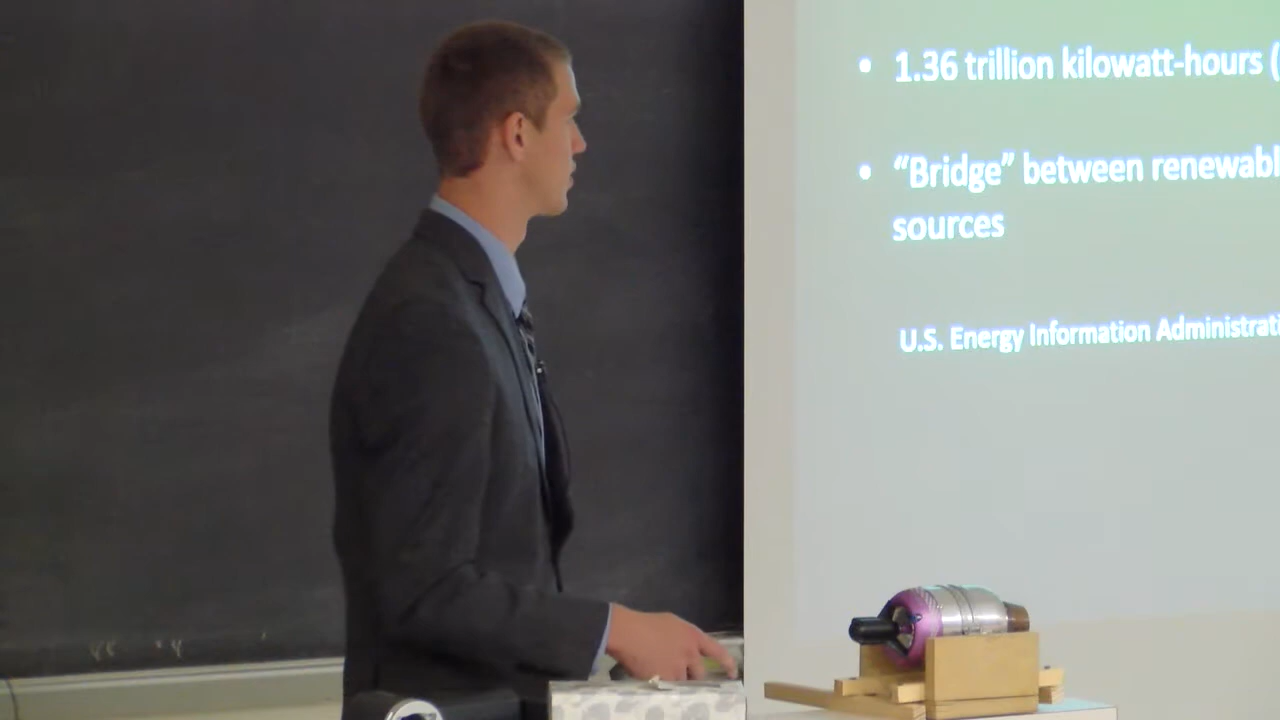 • 1.36 trillion kilowatt-hours (
• “Bridge” between renewabl
sources
U.S. Energy Information Administrati